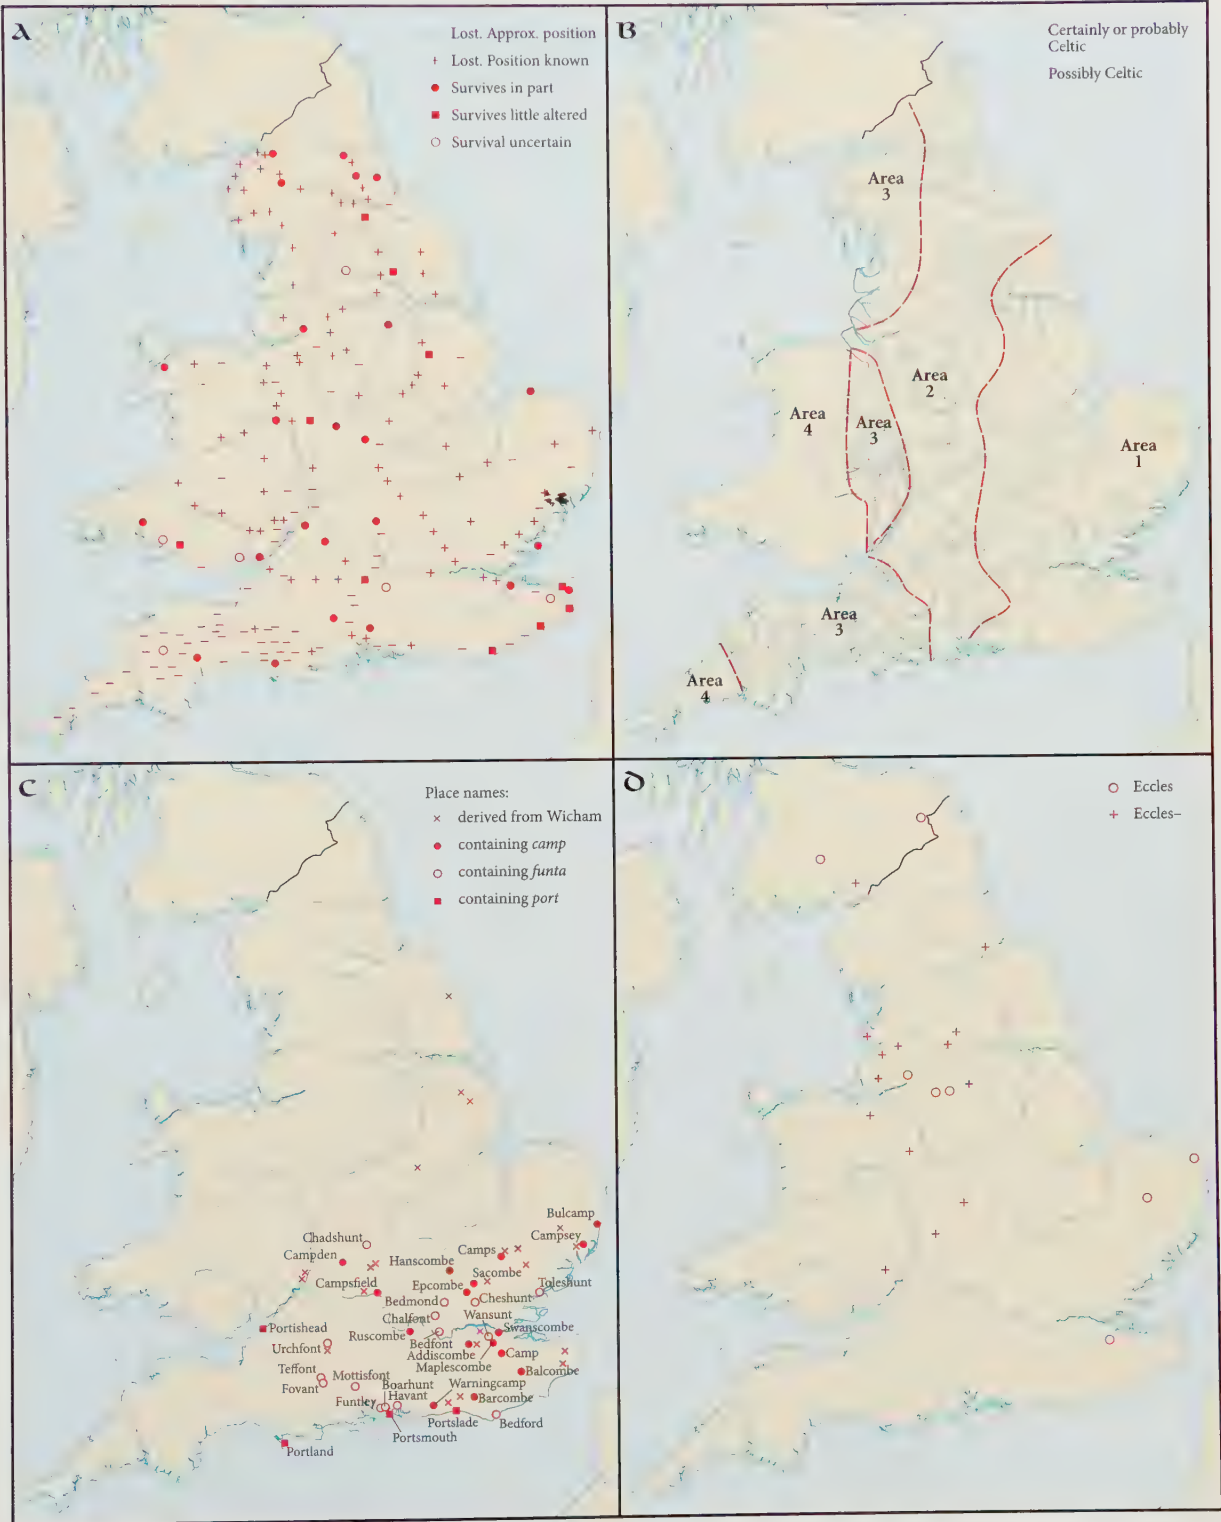 A
Lost. Approx. position
Lost. Position known
Survives in part
Survives little altered
Survival uncertain
B
Certainly or probably
Celtic
Possibly Celtic
Area
3
Area
2
Area
4
Area
3
Area
1
Area
3
Area
4
C
Place names:
derived from Wicham
containing camp
containing funta
containing port
Bulcamp
Chadshunt
Campsey
Camps
Campden
Hanscombe
Sacombe
Campsfield
Epcombe
Toleshunt
Bedmond
Cheshunt
Chalfont
Wansunt
Portishead
Ruscombe
Swanscombe
Urchfont
Bedfont
Addiscombe
Camp
Maplescombe
Teffont
Mottisfont
Balcombe
Fovant
Boarhunt
Warningcamp
Funtley
Havant
Barcombe
Portslade
Bedford
Portsmouth
Portland
D
Eccles
Eccles–